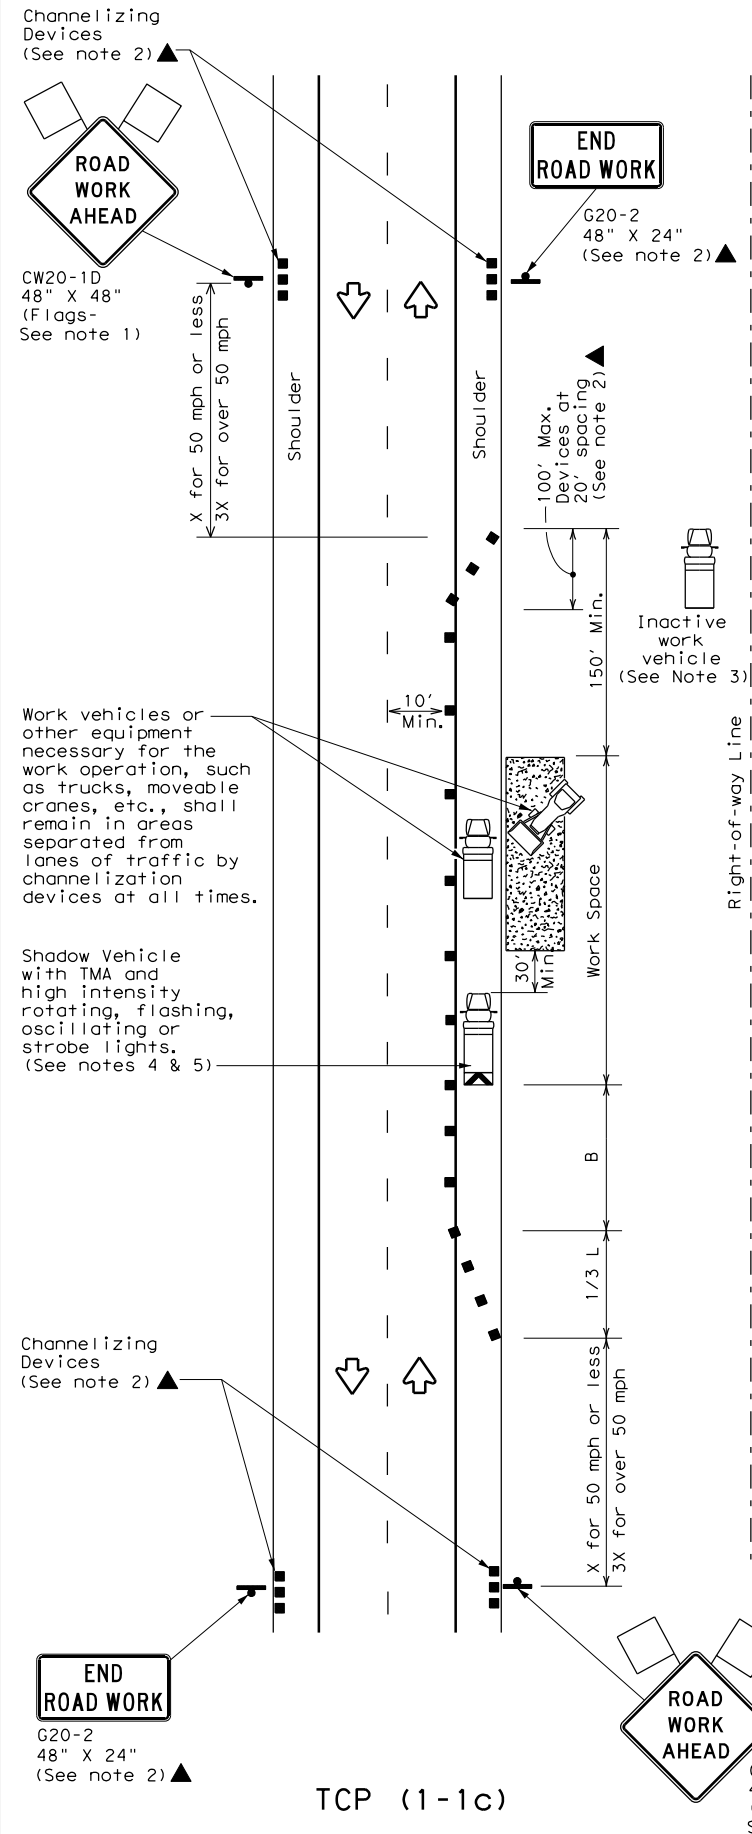 Channelizing
Devices
(See note 2)
ROAD
WORK
AHEAD
CW20-1D
48" X 48"
(Flags-
See note 1)
END
ROAD WORK
G20-2
48" X 24"
(See note 2)
X for 50 mph or less
3X for over 50 mph
Shoulder
Shoulder
100' Max.
Devices at
20' spacing
(See note 2)
150' Min.
Inactive
work
vehicle
(See Note 3)
10'
Min.
Work vehicles or
other equipment
necessary for the
work operation, such
as trucks, moveable
cranes, etc., shall
remain in areas
separated from
lanes of traffic by
channelization
devices at all times.
Right-of-way Line
Work Space
30'
Min.
Shadow Vehicle
with TMA and
high intensity
rotating, flashing,
oscillating or
strobe lights.
(See notes 4 & 5)
B
1/3 L
Channelizing
Devices
(See note 2)
X for 50 mph or less
3X for over 50 mph
END
ROAD WORK
G20-2
48" X 24"
(See note 2)
ROAD
WORK
AHEAD
TCP (1-1c)